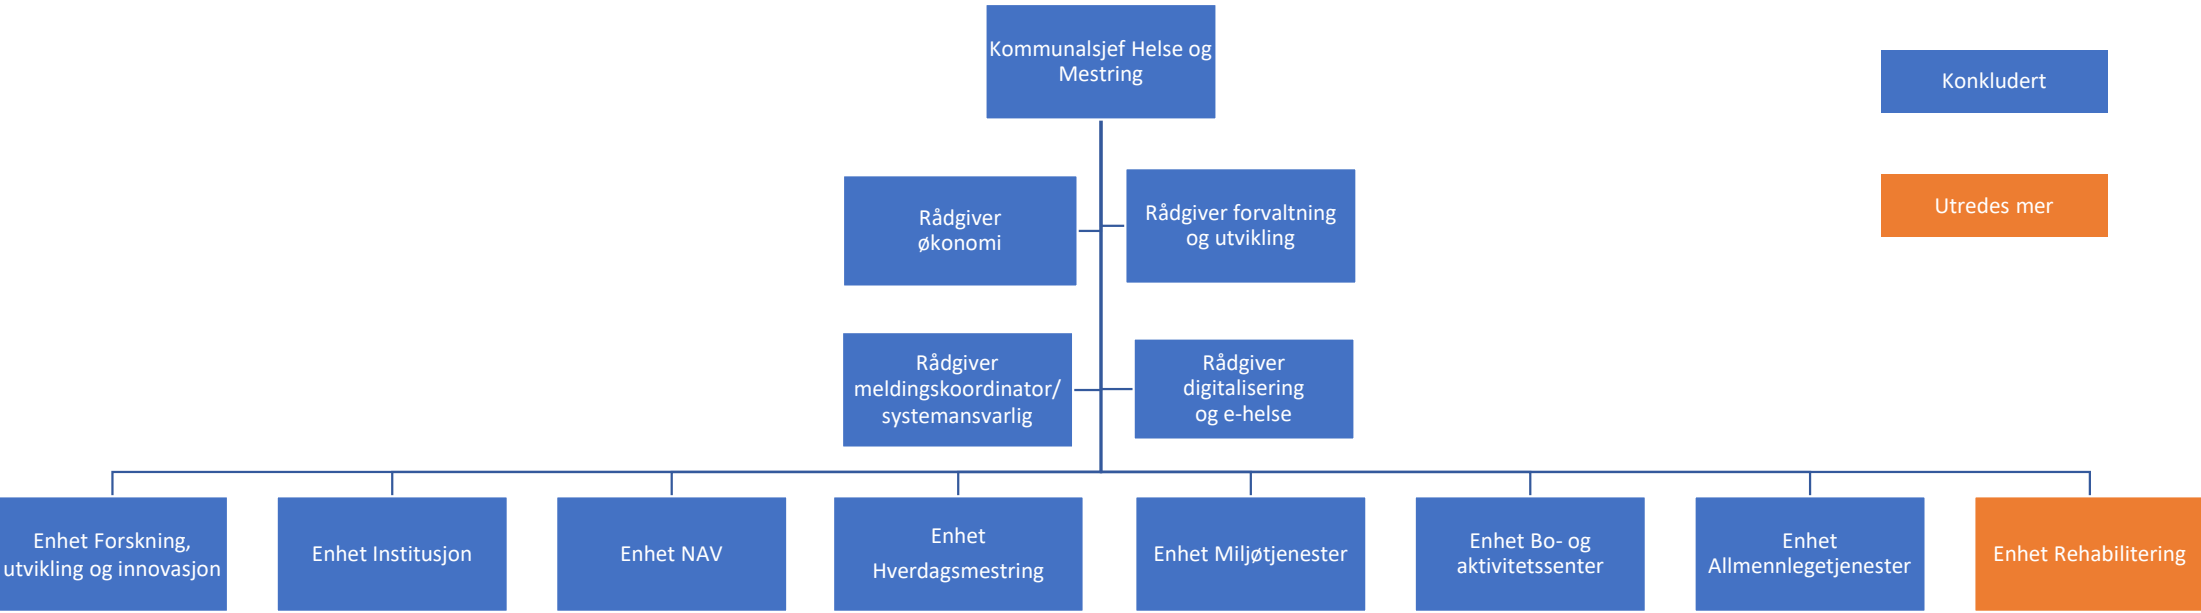 Kommunalsjef Helse og
Mestring
Konkludert
Utredes mer
Rådgiver
økonomi
Rådgiver forvaltning
og utvikling
Rådgiver
meldingskoordinator/
systemansvarlig
Rådgiver
digitalisering
og e-helse
Enhet Forskning,
utvikling og innovasjon
Enhet Institusjon
Enhet NAV
Enhet
Hverdagsmestring
Enhet Miljøtjenester
Enhet Bo- og
aktivitetssenter
Enhet
Allmennlegetjenester
Enhet Rehabilitering